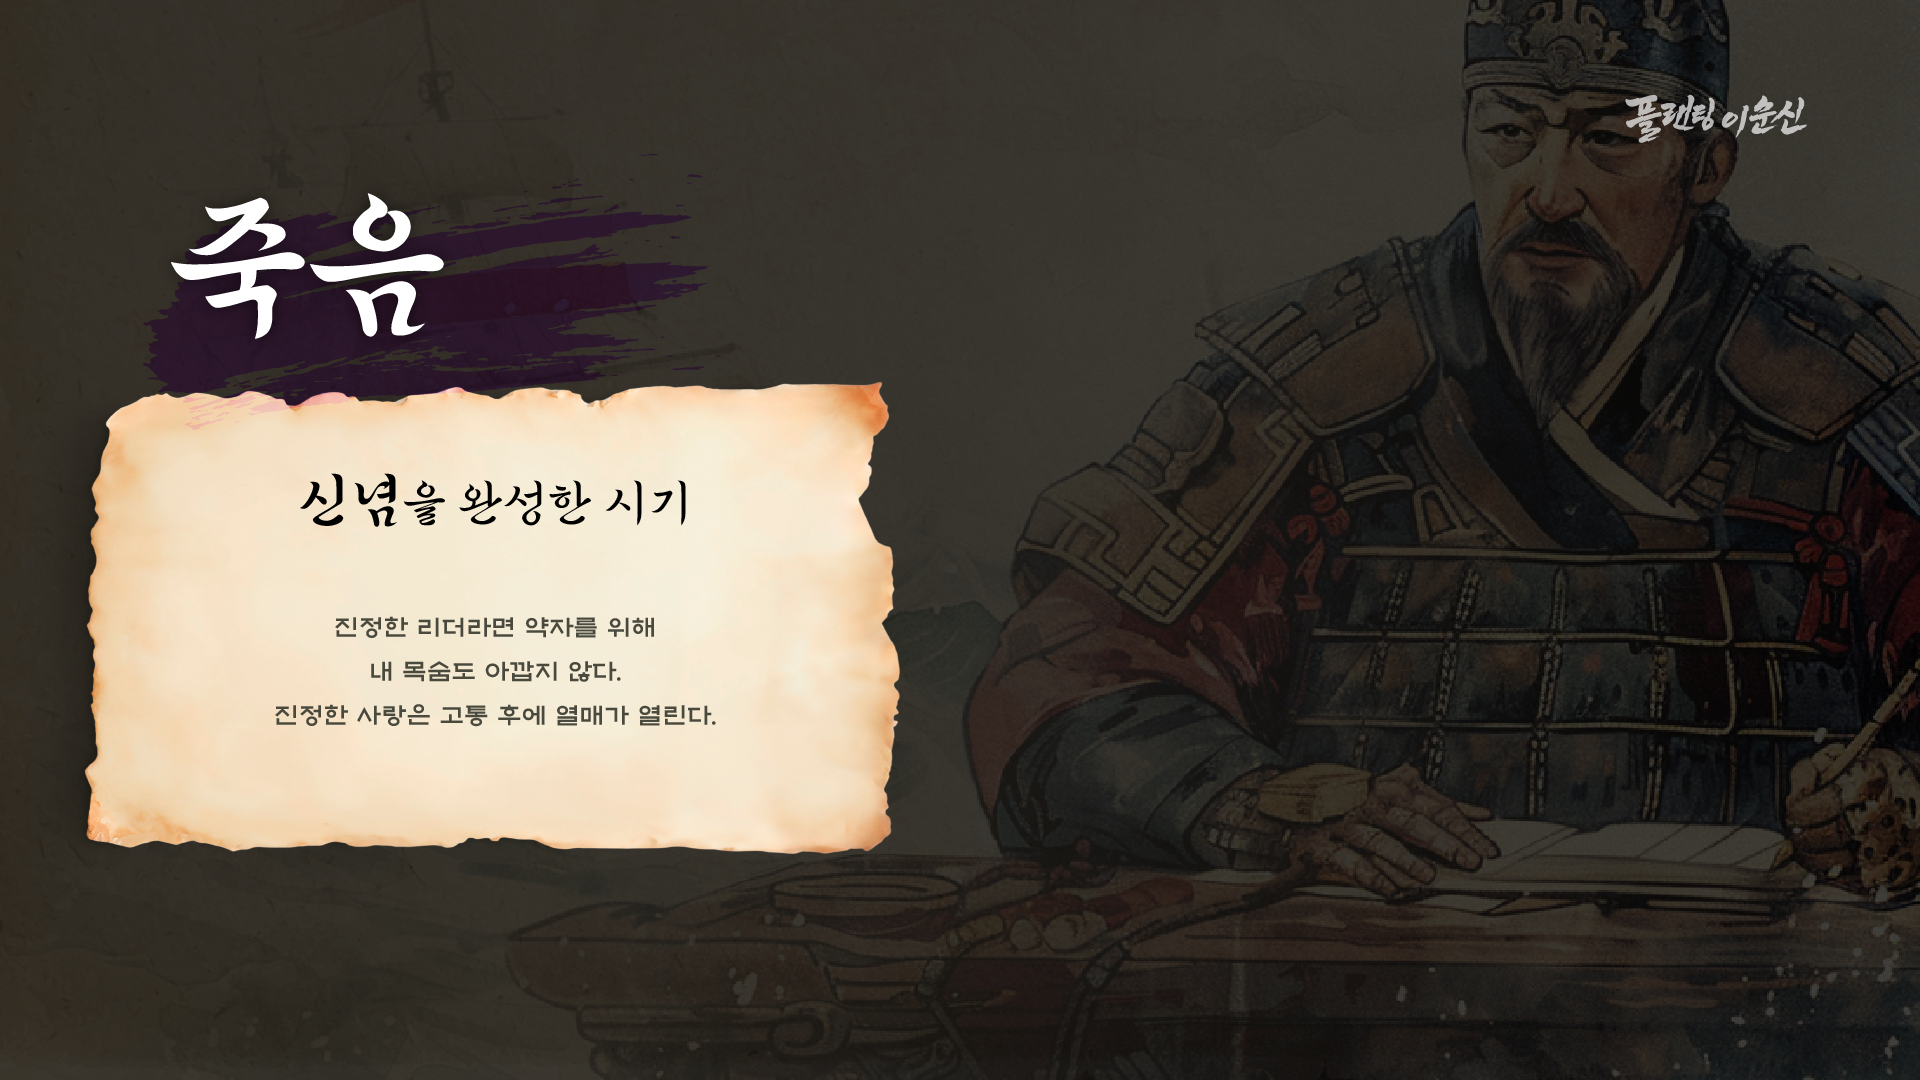 플랜팅 이순신
죽음
신념을 완성한 시기
진정한 리더라면 약자를 위해
내 목숨도 아깝지 않다.
진정한 사랑은 고통 후에 열매가 열린다.